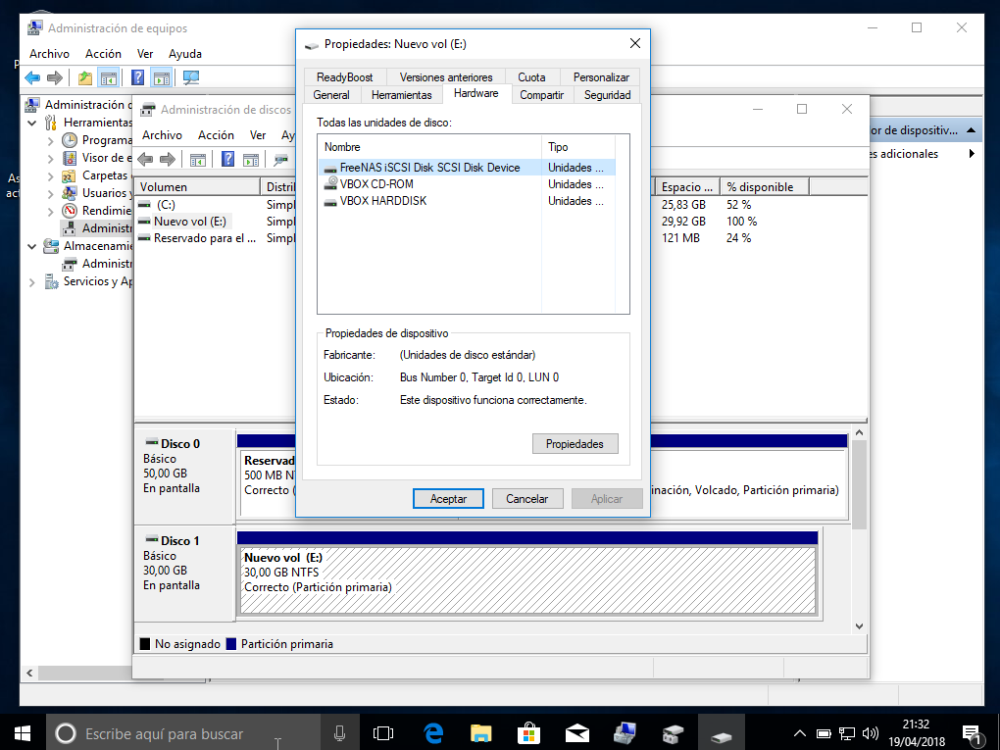 Administración de equipos
Archivo Acción Ver Ayuda
Administración d
Herramientas
Programa
Visor de e
Carpetas
Usuarios y
Rendimie
Administr
Almacenamie
Administr
Servicios y Ap
or de dispositiv...
es adicionales
Administración de discos
Archivo Acción Ver Ay
Volumen Distril Espacio ... % disponible
(C:) Simpl 25,83 GB 52 %
Nuevo vol (E:) Simpl 29,92 GB 100 %
Reservado para el ... Simpl 121 MB 24 %
Propiedades: Nuevo vol (E:)
ReadyBoost Versiones anteriores Cuota Personalizar
General Herramientas Hardware Compartir Seguridad
Todas las unidades de disco:
Nombre Tipo
FreeNAS iSCSI Disk SCSI Disk Device Unidades ...
VBOX CD-ROM Unidades ...
VBOX HARDDISK Unidades ...
Propiedades de dispositivo
Fabricante: (Unidades de disco estándar)
Ubicación: Bus Number 0, Target Id 0, LUN 0
Estado: Este dispositivo funciona correctamente.
Propiedades
Aceptar Cancelar Aplicar
Disco 0
Básico
50,00 GB
En pantalla
Reservad
500 MB NT
Correcto (
inación, Volcado, Partición primaria)
Disco 1
Básico
30,00 GB
En pantalla
Nuevo vol (E:)
30,00 GB NTFS
Correcto (Partición primaria)
No asignado Partición primaria
Escribe aquí para buscar
21:32
19/04/2018
1